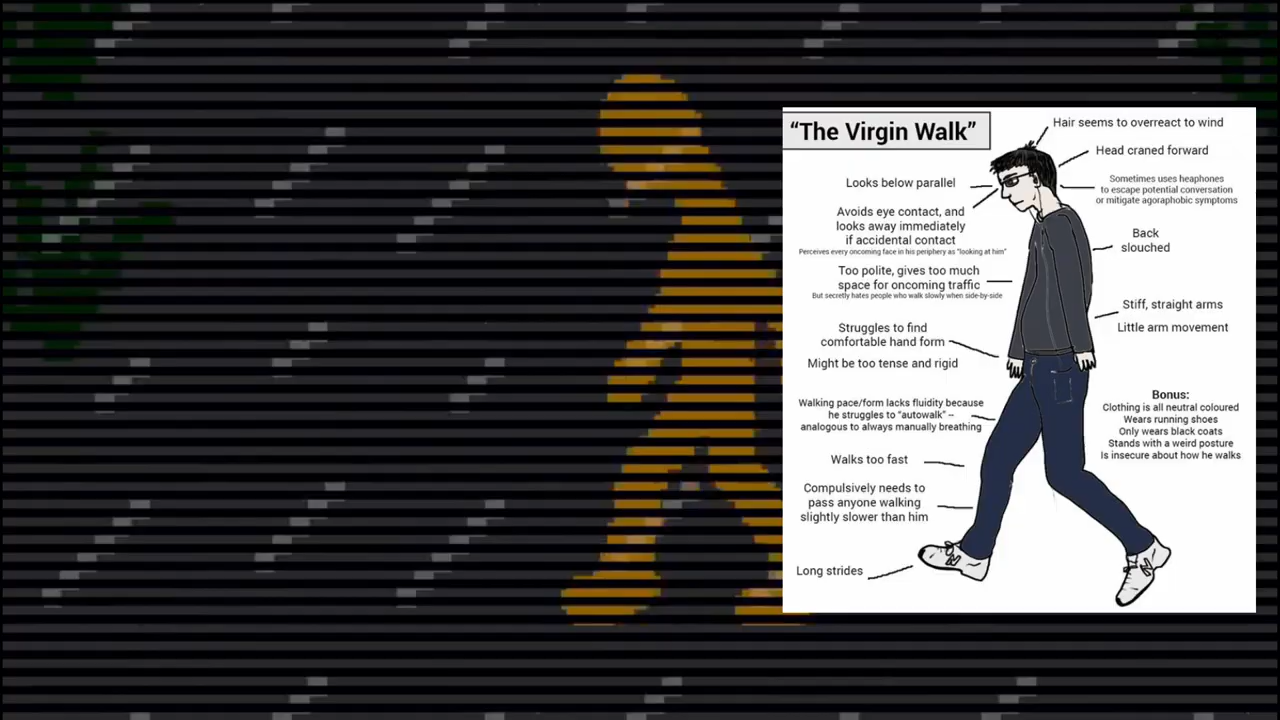 “The Virgin Walk”
Hair seems to overreact to wind
Head craned forward
Looks below parallel
Sometimes uses heaphones
to escape potential conversation
or mitigate agoraphobic symptoms
Avoids eye contact, and
looks away immediately
if accidental contact
Perceives every oncoming face in his periphery as "looking at him"
Back
slouched
Too polite, gives too much
space for oncoming traffic
But secretly hates people who walk slowly when side-by-side
Stiff, straight arms
Little arm movement
Struggles to find
comfortable hand form
Might be too tense and rigid
Walking pace/form lacks fluidity because
he struggles to "autowalk" --
analogous to always manually breathing
Bonus:
Clothing is all neutral coloured
Wears running shoes
Only wears black coats
Stands with a weird posture
Is insecure about how he walks
Walks too fast
Compulsively needs to
pass anyone walking
slightly slower than him
Long strides